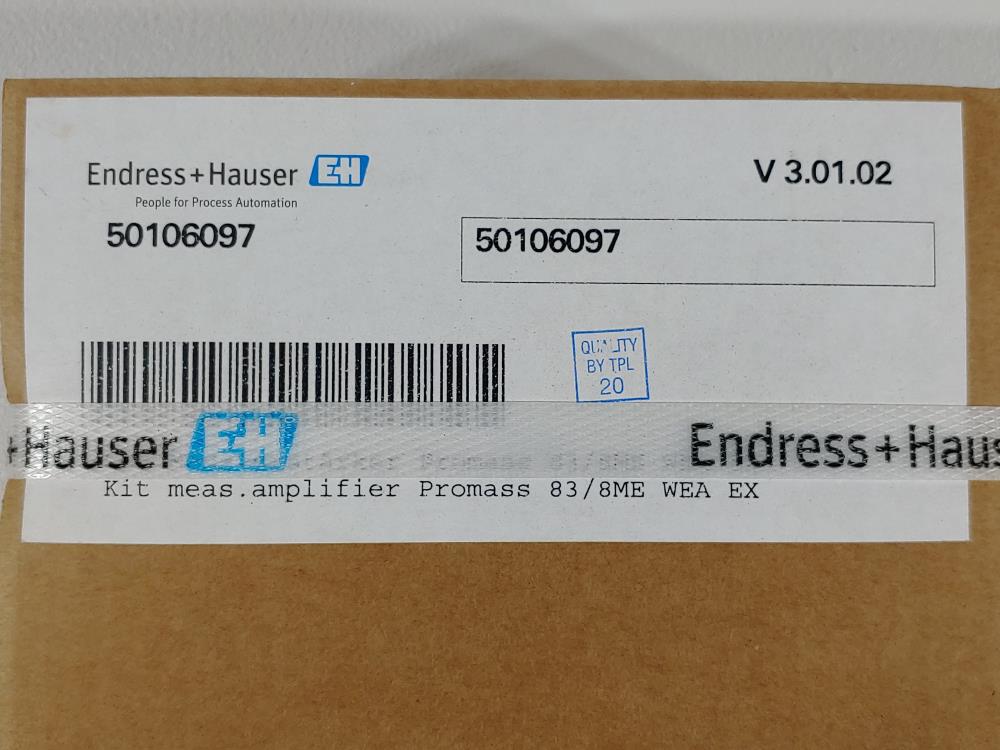 Endress+Hauser EH
V 3.01.02
People for Process Automation
50106097
50106097
BY TPL
20
+Hauser EH
Endress+Haus
Kit meas.amplifier Promass 83/8ME WEA EX